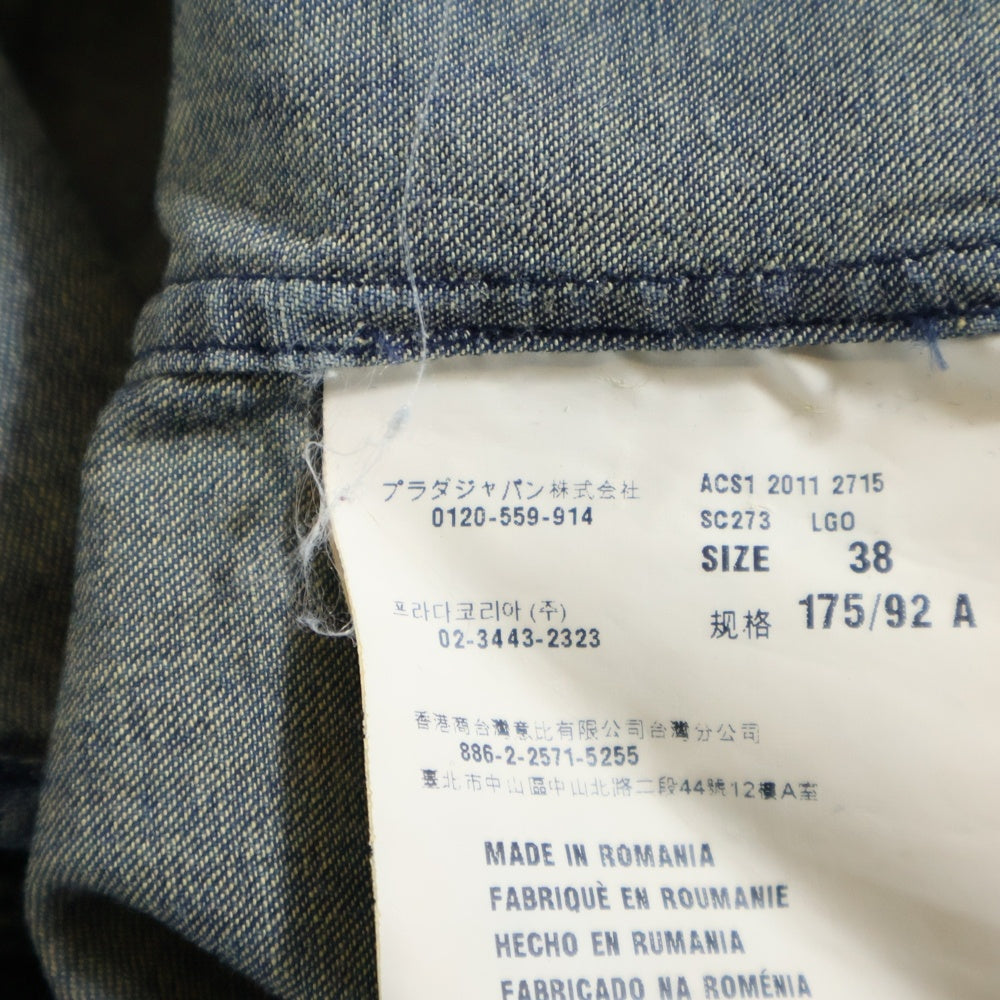 プラダジャパン株式会社
0120-559-914
프라다코리아 (주)
02-3443-2323
香港商台灣意比有限公司台灣分公司
886-2-2571-5255
臺北市中山區中山北路二段44號12樓A室
ACS1 2011 2715
SC273 LGO
SIZE 38
规格 175/92 A
MADE IN ROMANIA
FABRIQUÈ EN ROUMANIE
HECHO EN RUMANIA
FABRICADO NA ROMÉNIA